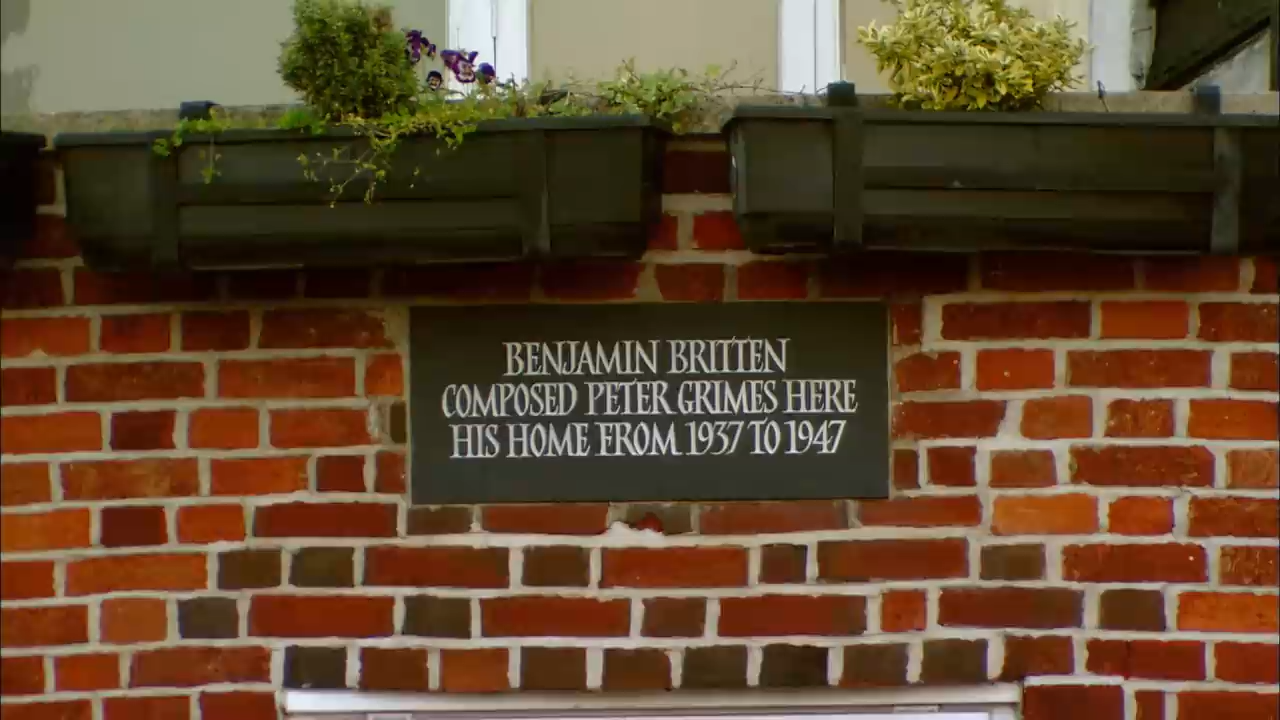 BENJAMIN BRITTEN
COMPOSED PETER GRIMES HERE
HIS HOME FROM 1937 TO 1947